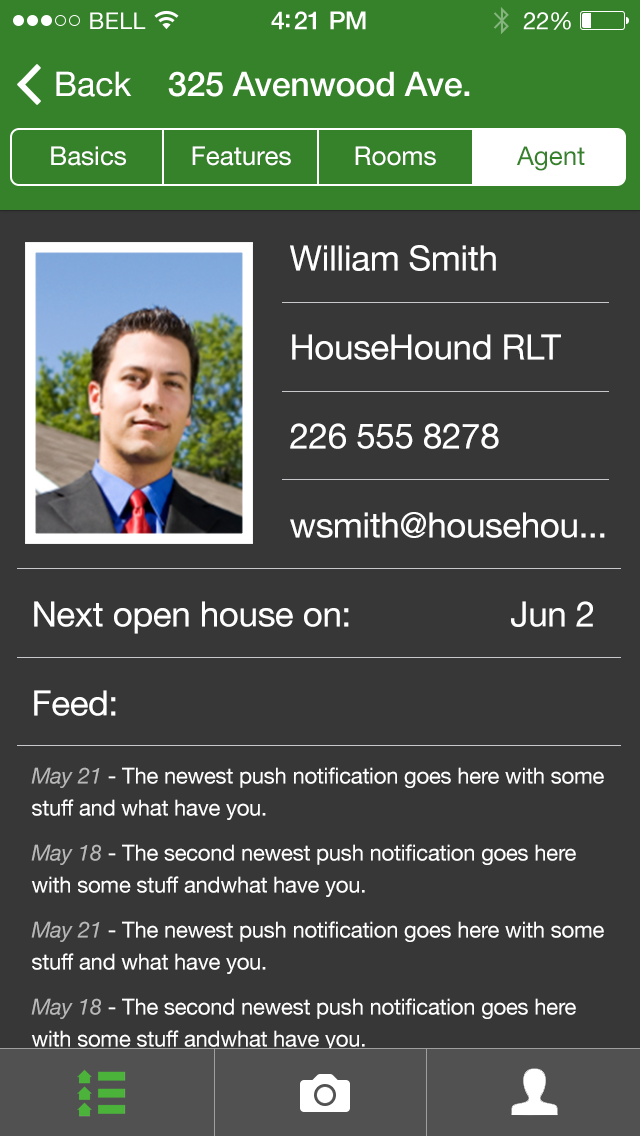 BELL 4:21 PM 22%
Back 325 Avenwood Ave.
Basics Features Rooms Agent
William Smith
HouseHound RLT
226 555 8278
wsmith@househou...
Next open house on: Jun 2
Feed:
May 21 - The newest push notification goes here with some
stuff and what have you.
May 18 - The second newest push notification goes here
with some stuff andwhat have you.
May 21 - The newest push notification goes here with some
stuff and what have you.
May 18 - The second newest push notification goes here
with some stuff andwhat have you.